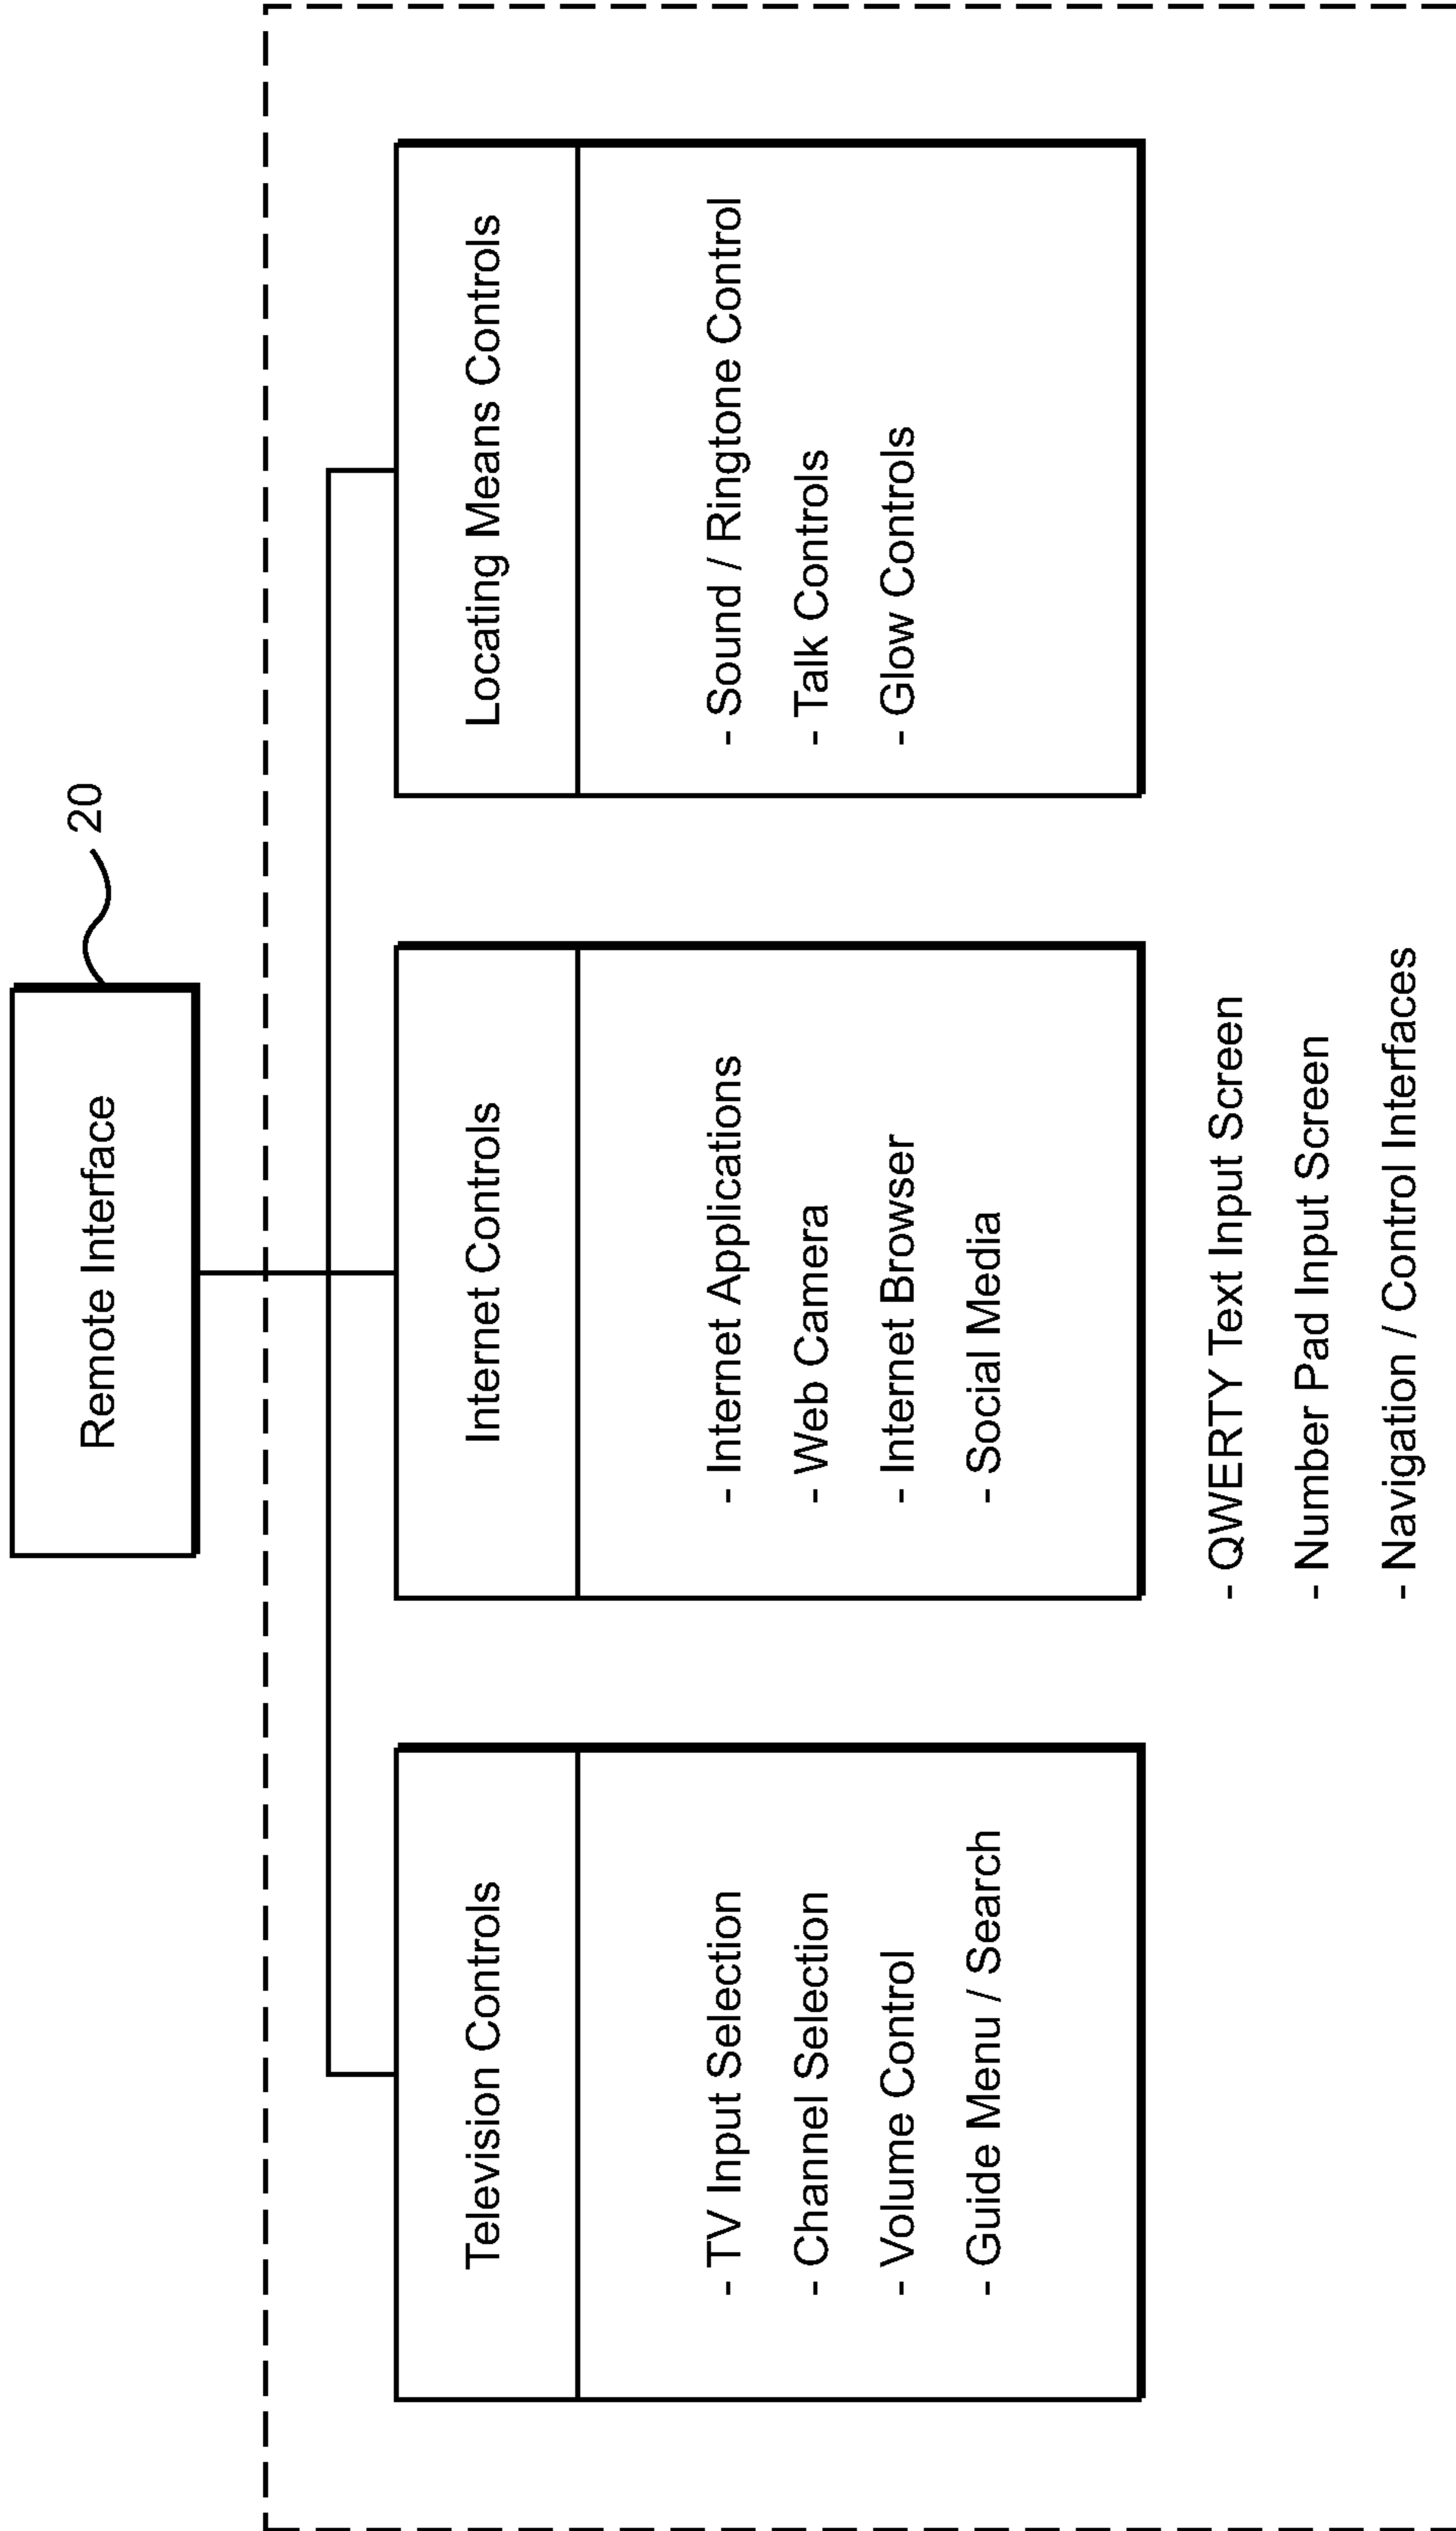 Remote Interface
20
Television Controls
- TV Input Selection
- Channel Selection
- Volume Control
- Guide Menu / Search
Internet Controls
- Internet Applications
- Web Camera
- Internet Browser
- Social Media
Locating Means Controls
- Sound / Ringtone Control
- Talk Controls
- Glow Controls
- QWERTY Text Input Screen
- Number Pad Input Screen
- Navigation / Control Interfaces